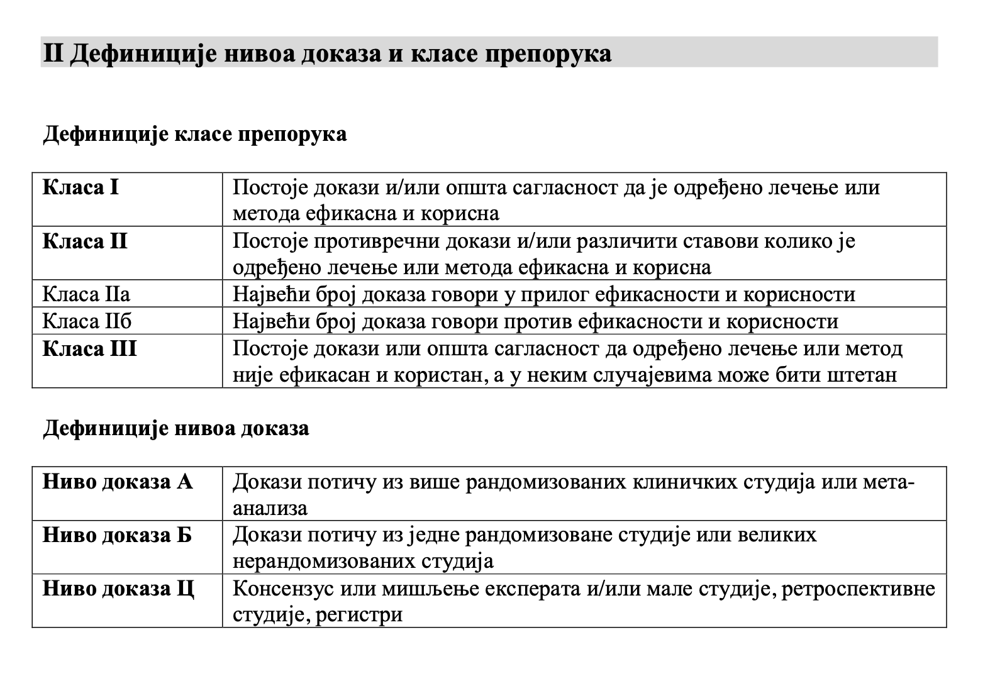 II Дефиниције нивоа доказа и класе препорука
Дефиниције класе препорука
Класа I
Постоје докази и/или општа сагласност да је одређено лечење или
метода ефикасна и корисна
Класа II
Постоје противречни докази и/или различити ставови колико је
одређено лечење или метода ефикасна и корисна
Класа IIа
Највећи број доказа говори у прилог ефикасности и корисности
Класа IIб
Највећи број доказа говори против ефикасности и корисности
Класа III
Постоје докази или општа сагласност да одређено лечење или метод
није ефикасан и користан, а у неким случајевима може бити штетан
Дефиниције нивоа доказа
Ниво доказа А
Докази потичу из више рандомизованих клиничких студија или мета-
анализа
Ниво доказа Б
Докази потичу из једне рандомизоване студије или великих
нерандомизованих студија
Ниво доказа Ц
Консензус или мишљење експерата и/или мале студије, ретроспективне
студије, регистри